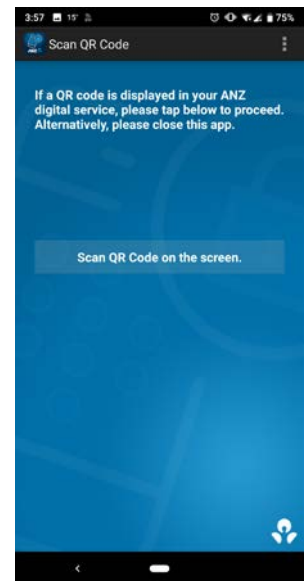 3:57 15°
75%
Scan QR Code
If a QR code is displayed in your ANZ
digital service, please tap below to proceed.
Alternatively, please close this app.
Scan QR Code on the screen.